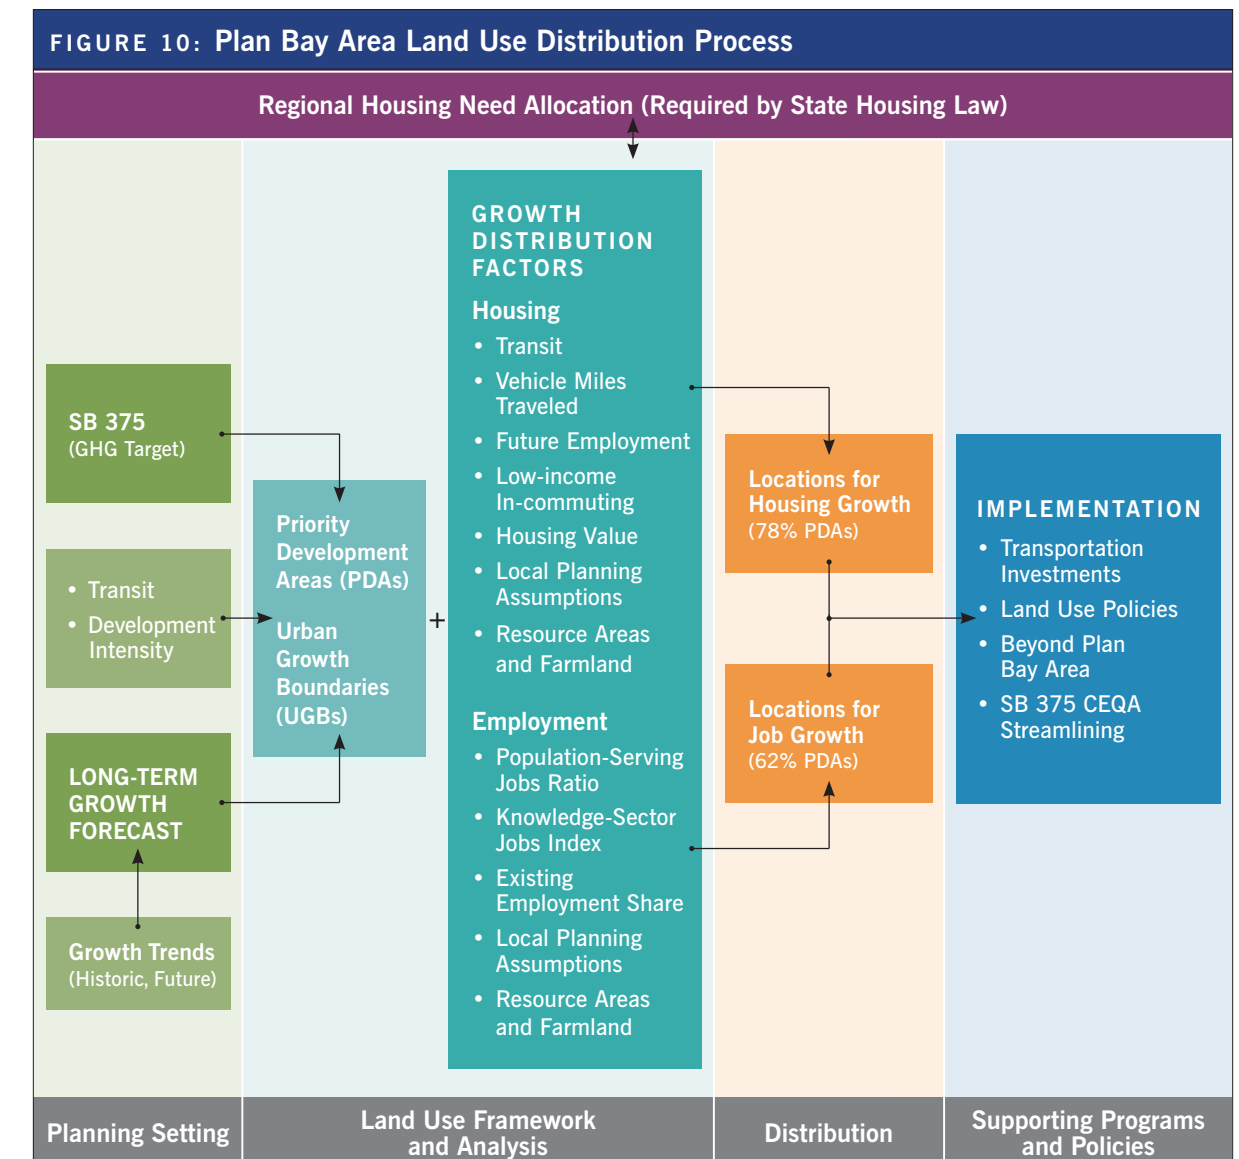 FIGURE 10: Plan Bay Area Land Use Distribution Process
Regional Housing Need Allocation (Required by State Housing Law)
SB 375
(GHG Target)
• Transit
• Development
Intensity
LONG-TERM
GROWTH
FORECAST
Growth Trends
(Historic, Future)
Priority
Development
Areas (PDAs)
Urban
Growth
Boundaries
(UGBs)
+
GROWTH
DISTRIBUTION
FACTORS
Housing
• Transit
• Vehicle Miles
Traveled
• Future Employment
• Low-income
In-commuting
• Housing Value
• Local Planning
Assumptions
• Resource Areas
and Farmland
Employment
• Population-Serving
Jobs Ratio
• Knowledge-Sector
Jobs Index
• Existing
Employment Share
• Local Planning
Assumptions
• Resource Areas
and Farmland
Locations for
Housing Growth
(78% PDAs)
Locations for
Job Growth
(62% PDAs)
IMPLEMENTATION
• Transportation
Investments
• Land Use Policies
• Beyond Plan
Bay Area
• SB 375 CEQA
Streamlining
Planning Setting
Land Use Framework
and Analysis
Distribution
Supporting Programs
and Policies